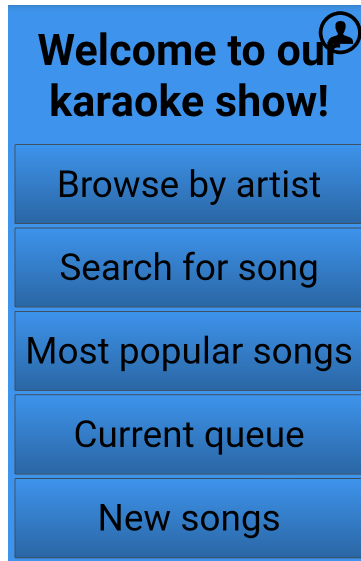 Welcome to our
karaoke show!
Browse by artist
Search for song
Most popular songs
Current queue
New songs